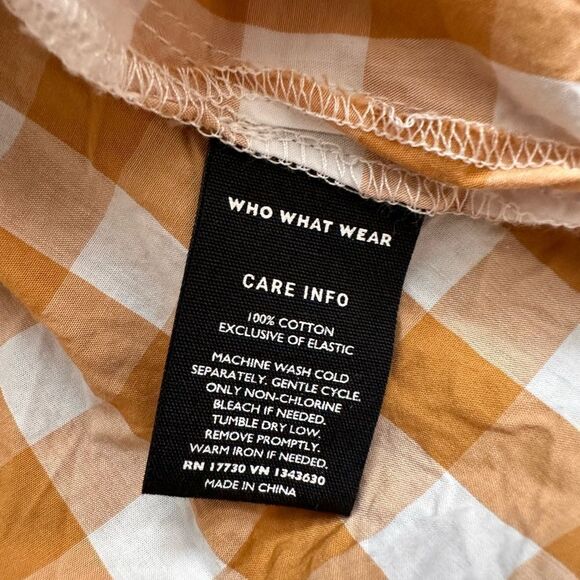 WHO WHAT WEAR
CARE INFO
100% COTTON
EXCLUSIVE OF ELASTIC
MACHINE WASH COLD
SEPARATELY. GENTLE CYCLE.
ONLY NON-CHLORINE
BLEACH IF NEEDED.
TUMBLE DRY LOW.
REMOVE PROMPTLY.
WARM IRON IF NEEDED.
RN 17730 VN 1343630
MADE IN CHINA